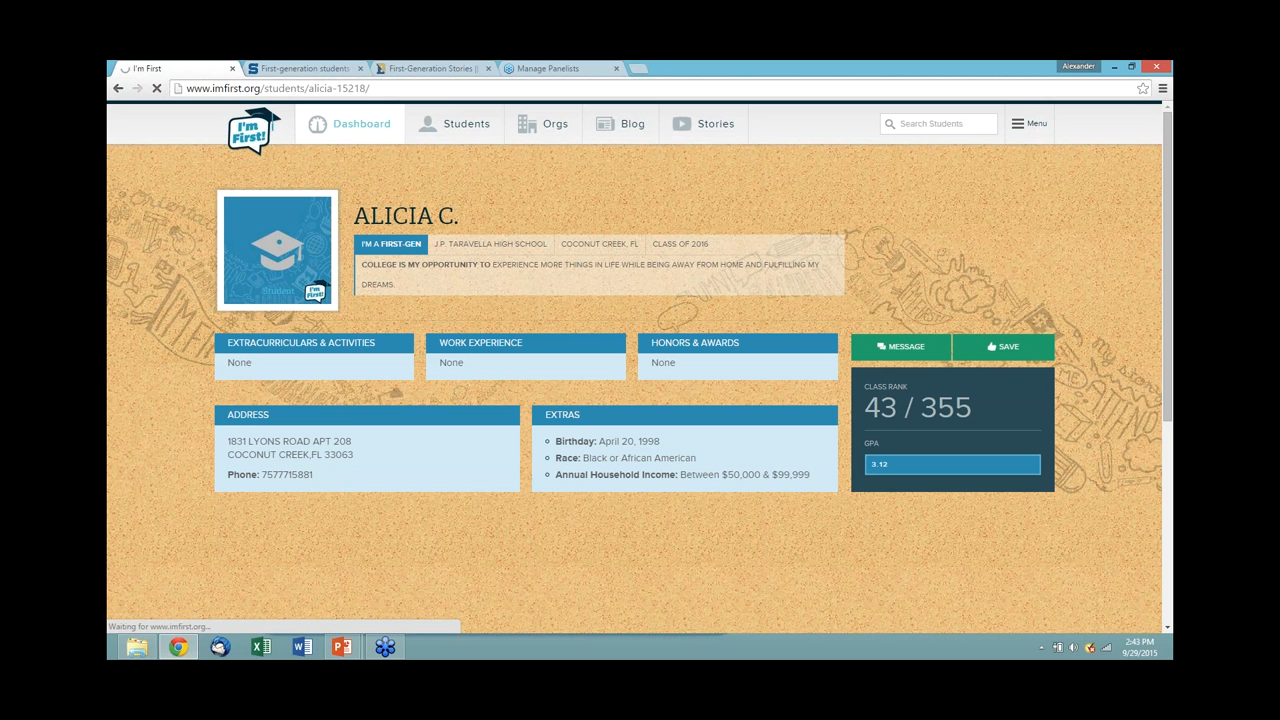 I'm First
First-generation students
First-Generation Stories ||
Manage Panelists
Alexander
www.imfirst.org/students/alicia-15218/
I'm First!
Dashboard
Students
Orgs
Blog
Stories
Search Students
Menu
Student
I'm First!
ALICIA C.
I'M A FIRST-GEN
J.P. TARAVELLA HIGH SCHOOL
COCONUT CREEK, FL
CLASS OF 2016
COLLEGE IS MY OPPORTUNITY TO EXPERIENCE MORE THINGS IN LIFE WHILE BEING AWAY FROM HOME AND FULFILLING MY
DREAMS.
EXTRACURRICULARS & ACTIVITIES
None
WORK EXPERIENCE
None
HONORS & AWARDS
None
MESSAGE
SAVE
CLASS RANK
43 / 355
GPA
3.12
ADDRESS
1831 LYONS ROAD APT 208
COCONUT CREEK,FL 33063
Phone: 7577715881
EXTRAS
Birthday: April 20, 1998
Race: Black or African American
Annual Household Income: Between $50,000 & $99,999
Waiting for www.imfirst.org...
2:43 PM
9/29/2015